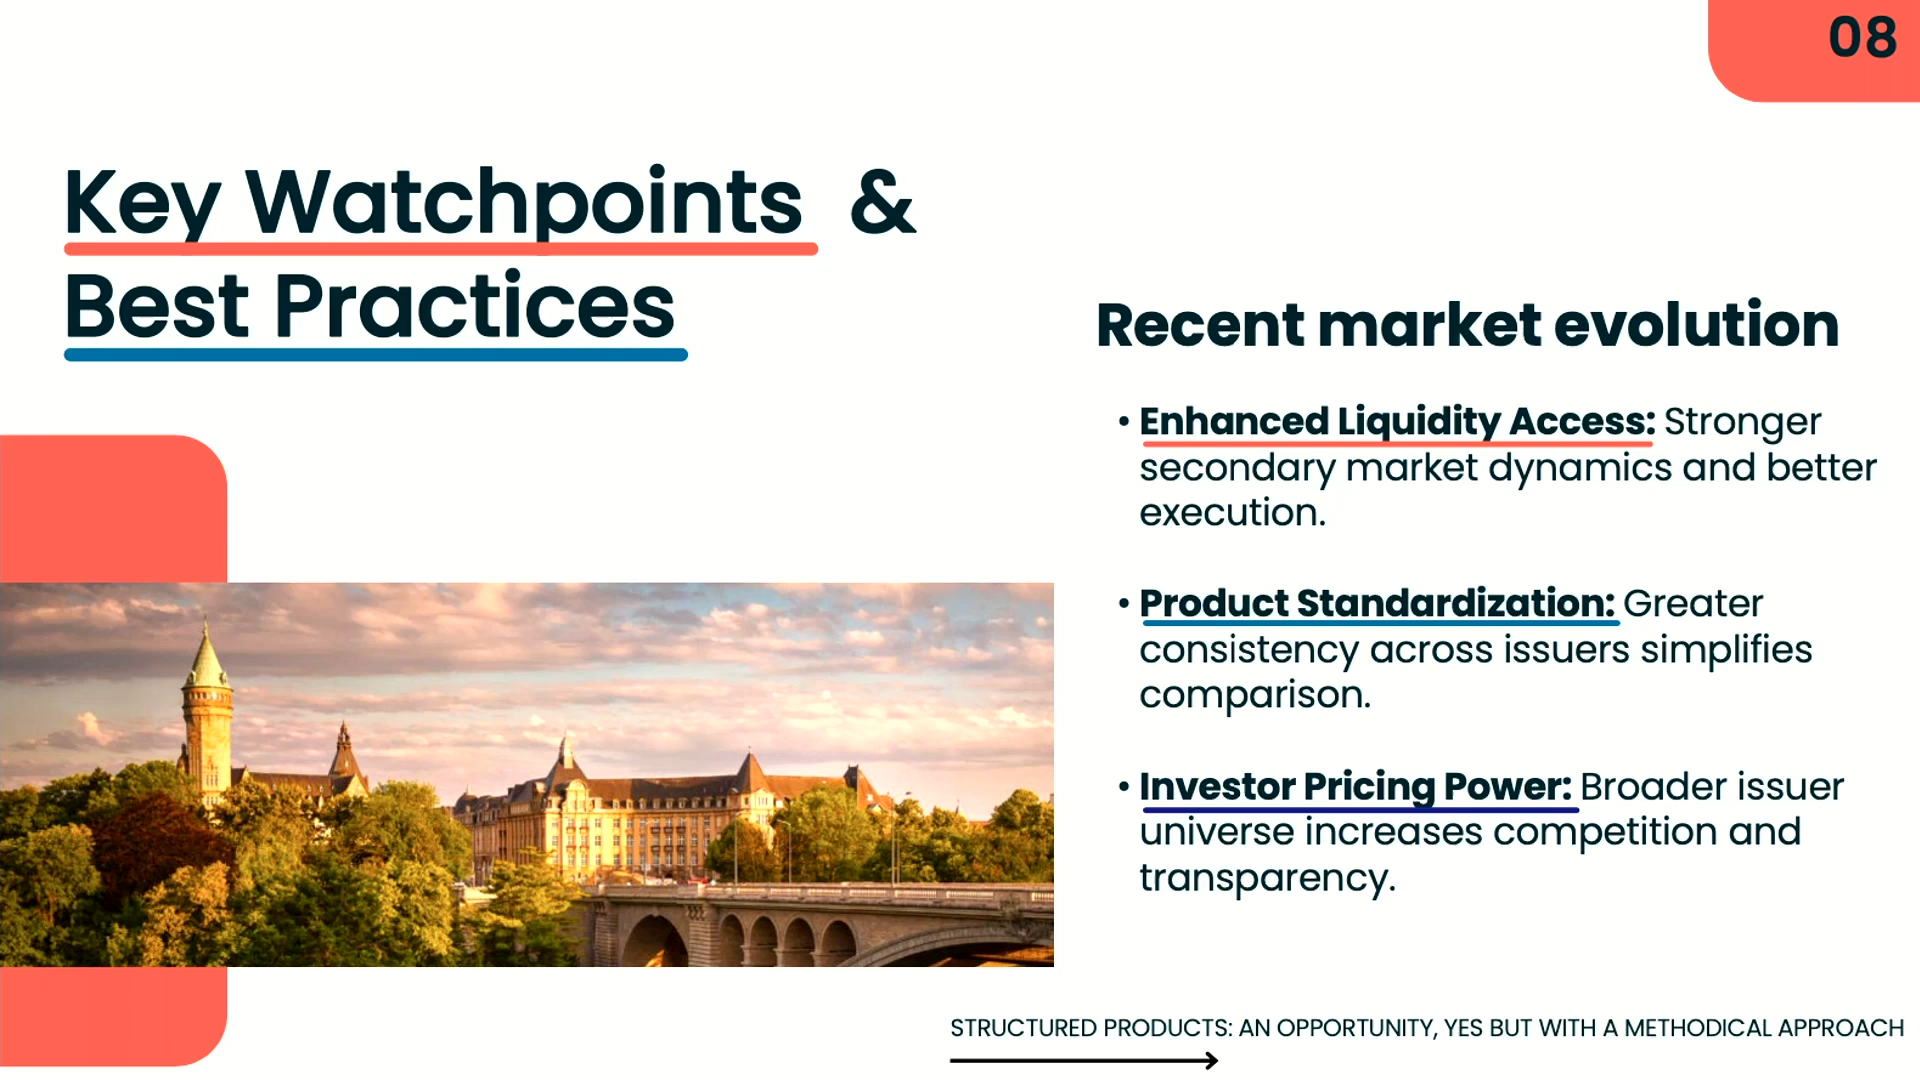 08
Key Watchpoints &
Best Practices
Recent market evolution
• Enhanced Liquidity Access: Stronger
secondary market dynamics and better
execution.
• Product Standardization: Greater
consistency across issuers simplifies
comparison.
• Investor Pricing Power: Broader issuer
universe increases competition and
transparency.
STRUCTURED PRODUCTS: AN OPPORTUNITY, YES BUT WITH A METHODICAL APPROACH